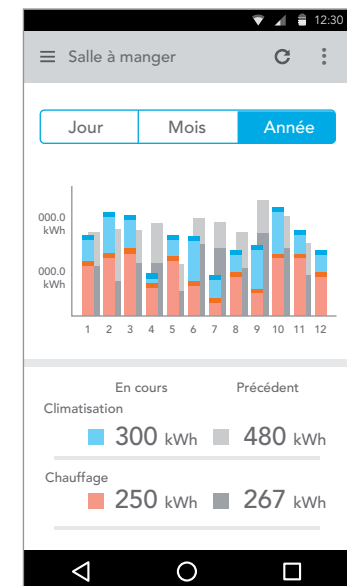 12:30
Salle à manger
Jour Mois Année
000.0
kWh
000.0
kWh
1 2 3 4 5 6 7 8 9 10 11 12
En cours Précédent
Climatisation
300 kWh 480 kWh
Chauffage
250 kWh 267 kWh